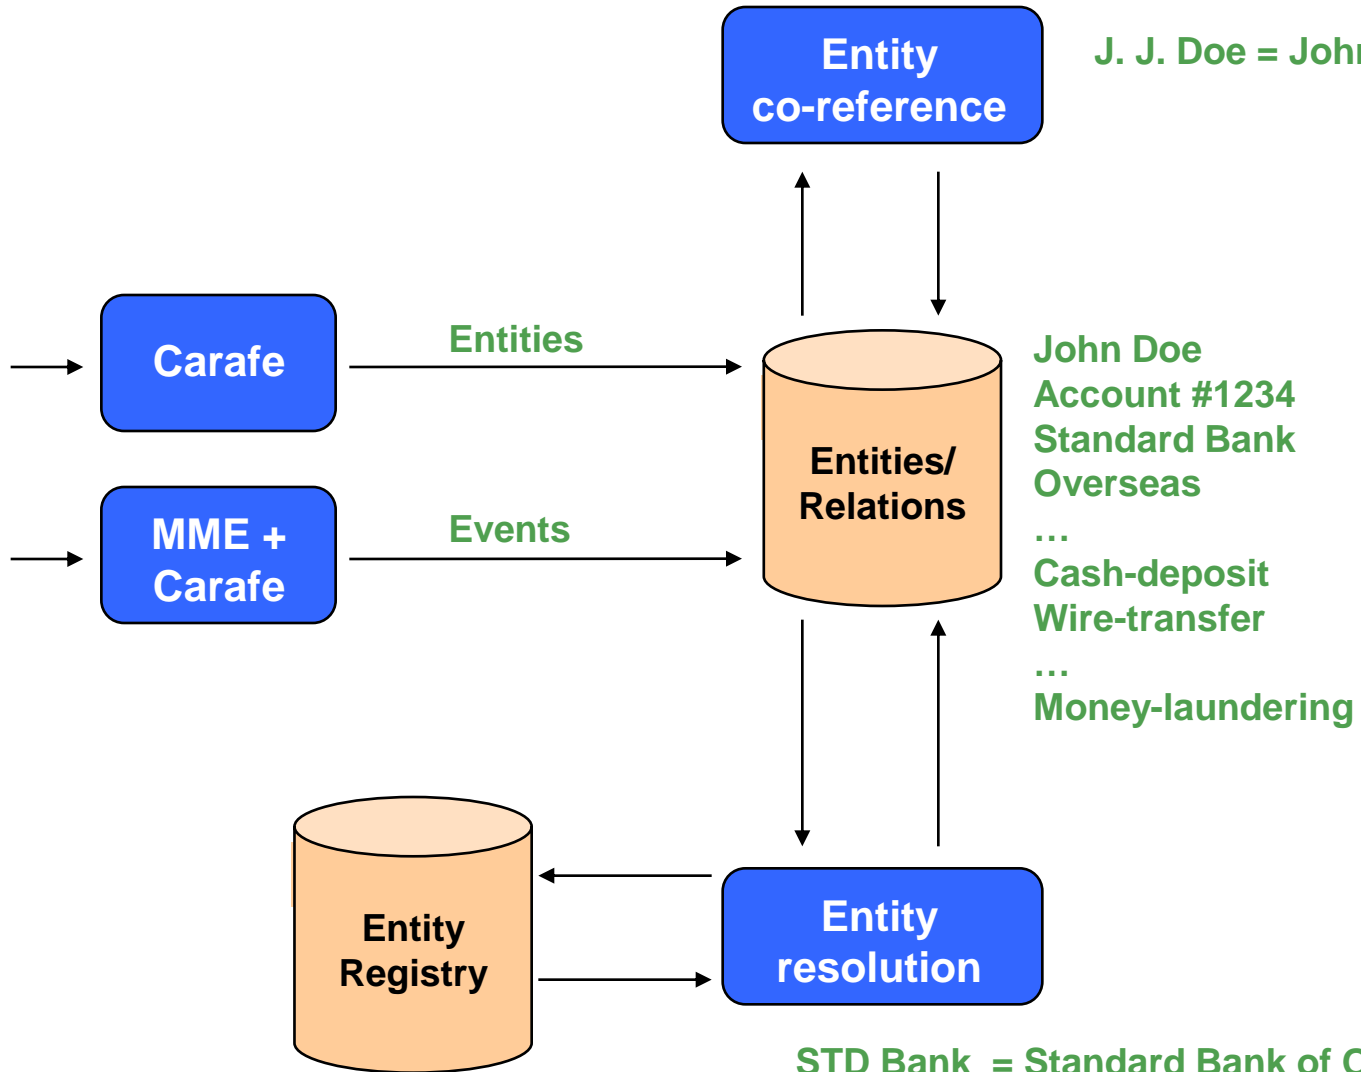 Entity
co-reference
J. J. Doe =
Carafe
Entities
John Doe
Account #1234
Standard Bank
Overseas
…
Cash-deposit
Wire-transfer
…
Money-laundering
Entities/
Relations
MME +
Carafe
Events
Entity
Registry
Entity
resolution
STD Bank = Standard Bank of